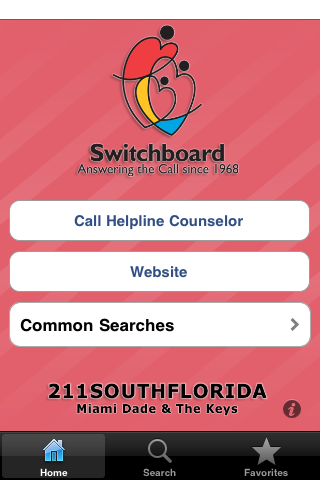 Switchboard
Answering the Call since 1968
Call Helpline Counselor
Website
Common Searches
211SOUTHFLORIDA
Miami Dade & The Keys
i
Home
Search
Favorites